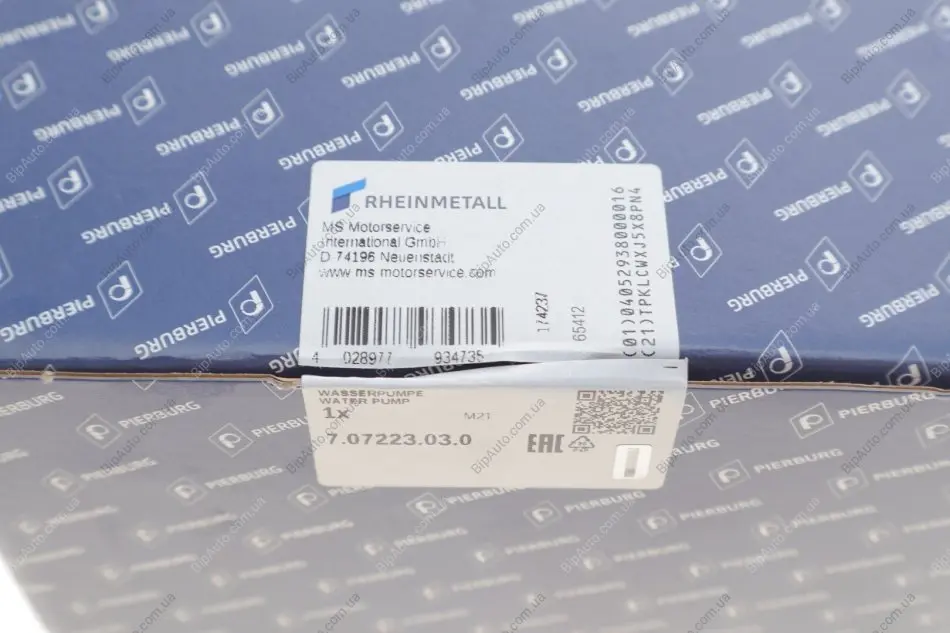 RHEINMETALL
MS Motorservice
International GmbH
D 74196 Neuenstadt
www ms motorservice.com
4 028977 934735
174237
65412
(01)04052938000016
(21)TPKLCWXJ5X8PN4
WASSERPUMPE
WATER PUMP
1x
M21
7.07223.03.0
EAC
PIERBURG
BipAuto.com.ua